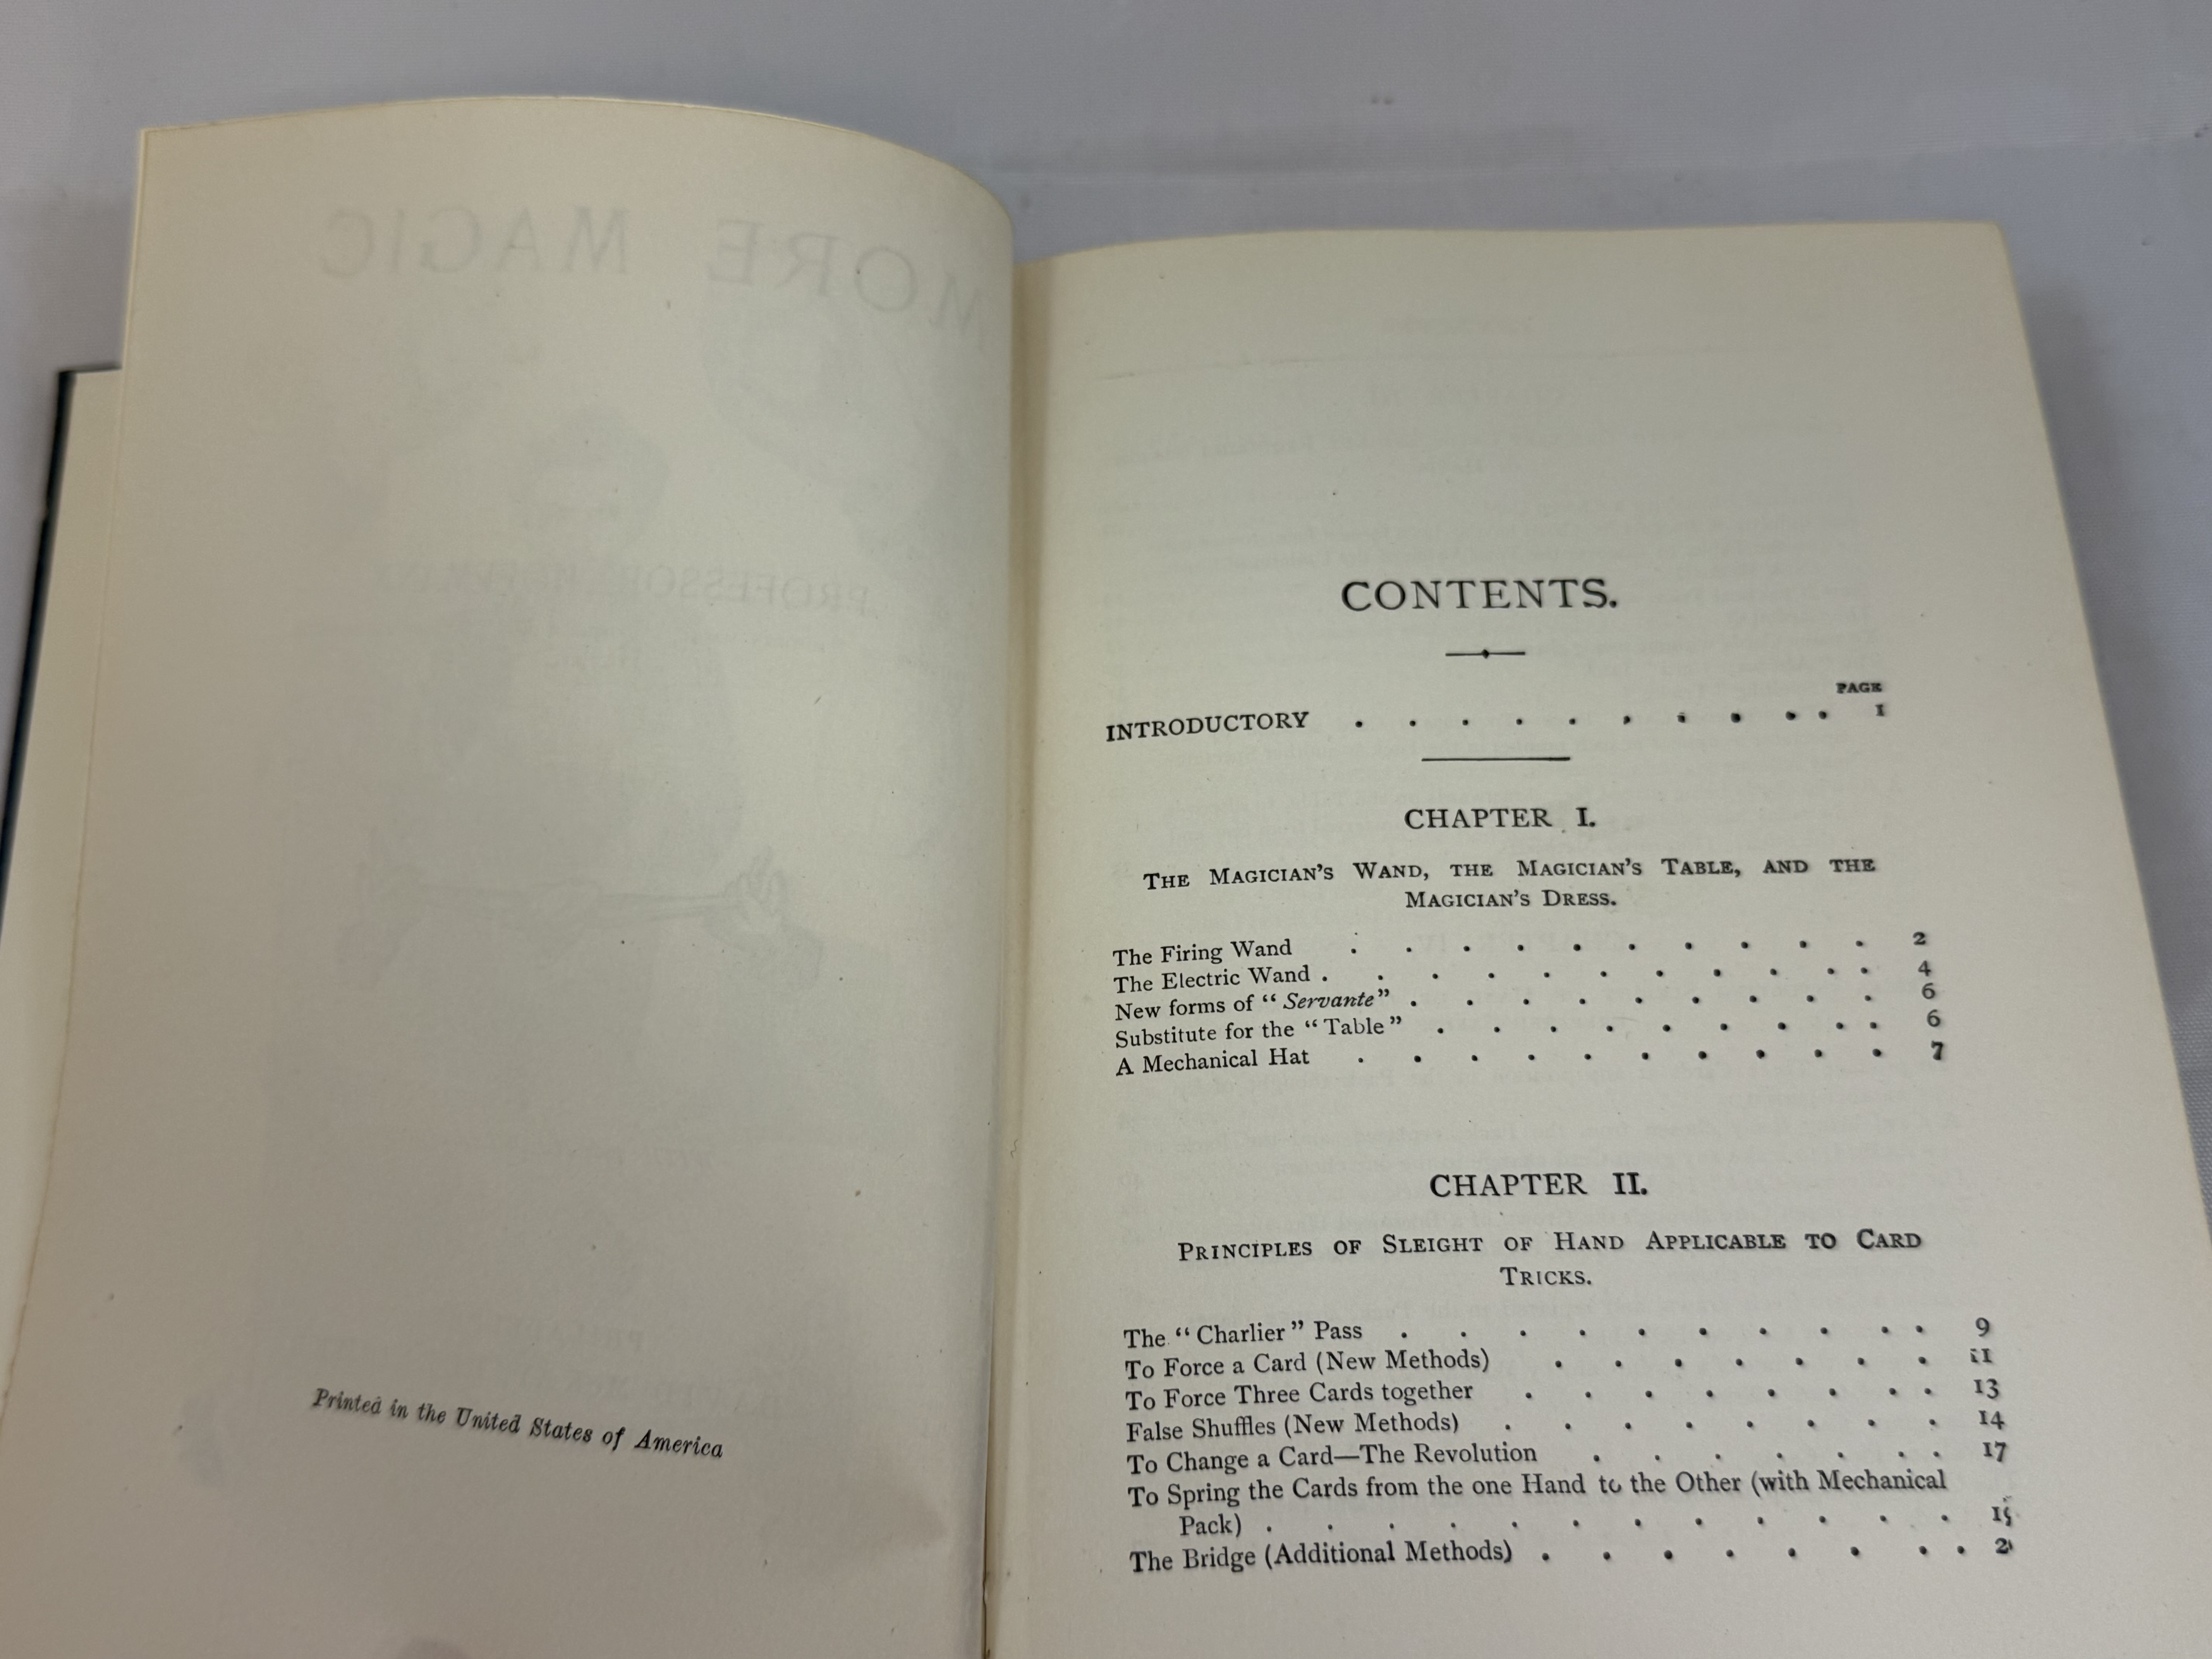 MORE MAGIC
PROFESSOR
Printed in the United States of America
CONTENTS.
PAGE
INTRODUCTORY . . . . . . . . . . . 1
CHAPTER I.
THE MAGICIAN'S WAND, THE MAGICIAN'S TABLE, AND THE
MAGICIAN'S DRESS.
The Firing Wand . . . . . . . . . . 2
The Electric Wand . . . . . . . . . . . 4
New forms of “Servante” . . . . . . . . . 6
Substitute for the “Table” . . . . . . . . . 6
A Mechanical Hat . . . . . . . . . . 7
CHAPTER II.
PRINCIPLES OF SLEIGHT OF HAND APPLICABLE TO CARD
TRICKS.
The “Charlier” Pass . . . . . . . . . . 9
To Force a Card (New Methods) . . . . . . . 11
To Force Three Cards together . . . . . . . . 13
False Shuffles (New Methods) . . . . . . . . 14
To Change a Card—The Revolution . . . . . . . 17
To Spring the Cards from the one Hand to the Other (with Mechanical
Pack) . . . . . . . . . . . .
The Bridge (Additional Methods) . . . . . . . .